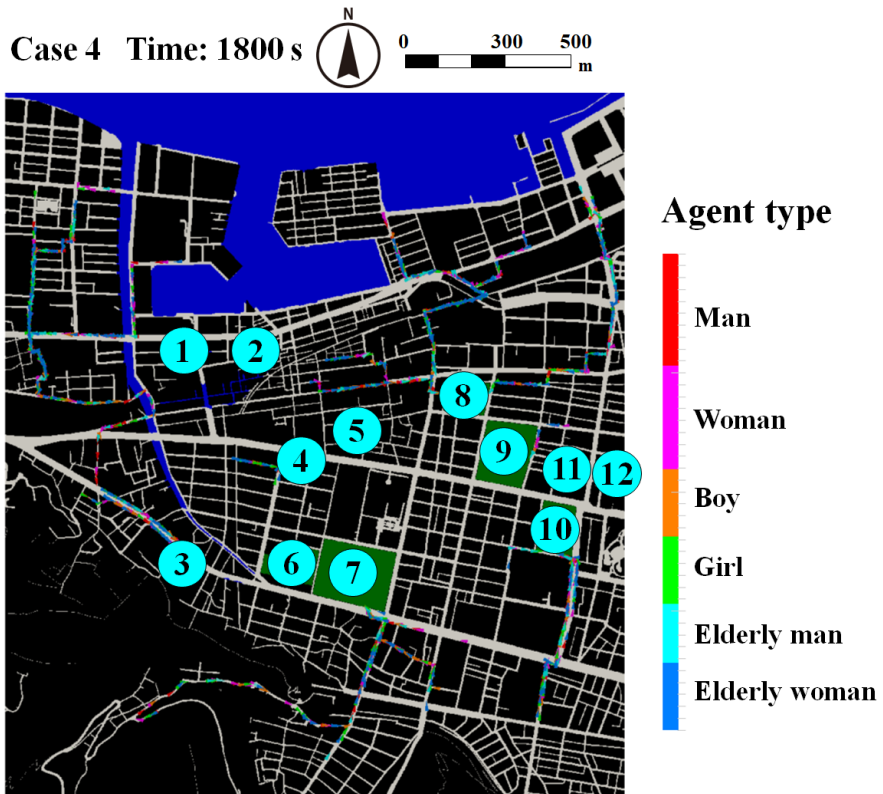 Case 4 Time: 1800 s
N
0 300 500
m
Agent type
Man
Woman
Boy
Girl
Elderly man
Elderly woman
1
2
8
5
9
4
11
12
10
3
6
7